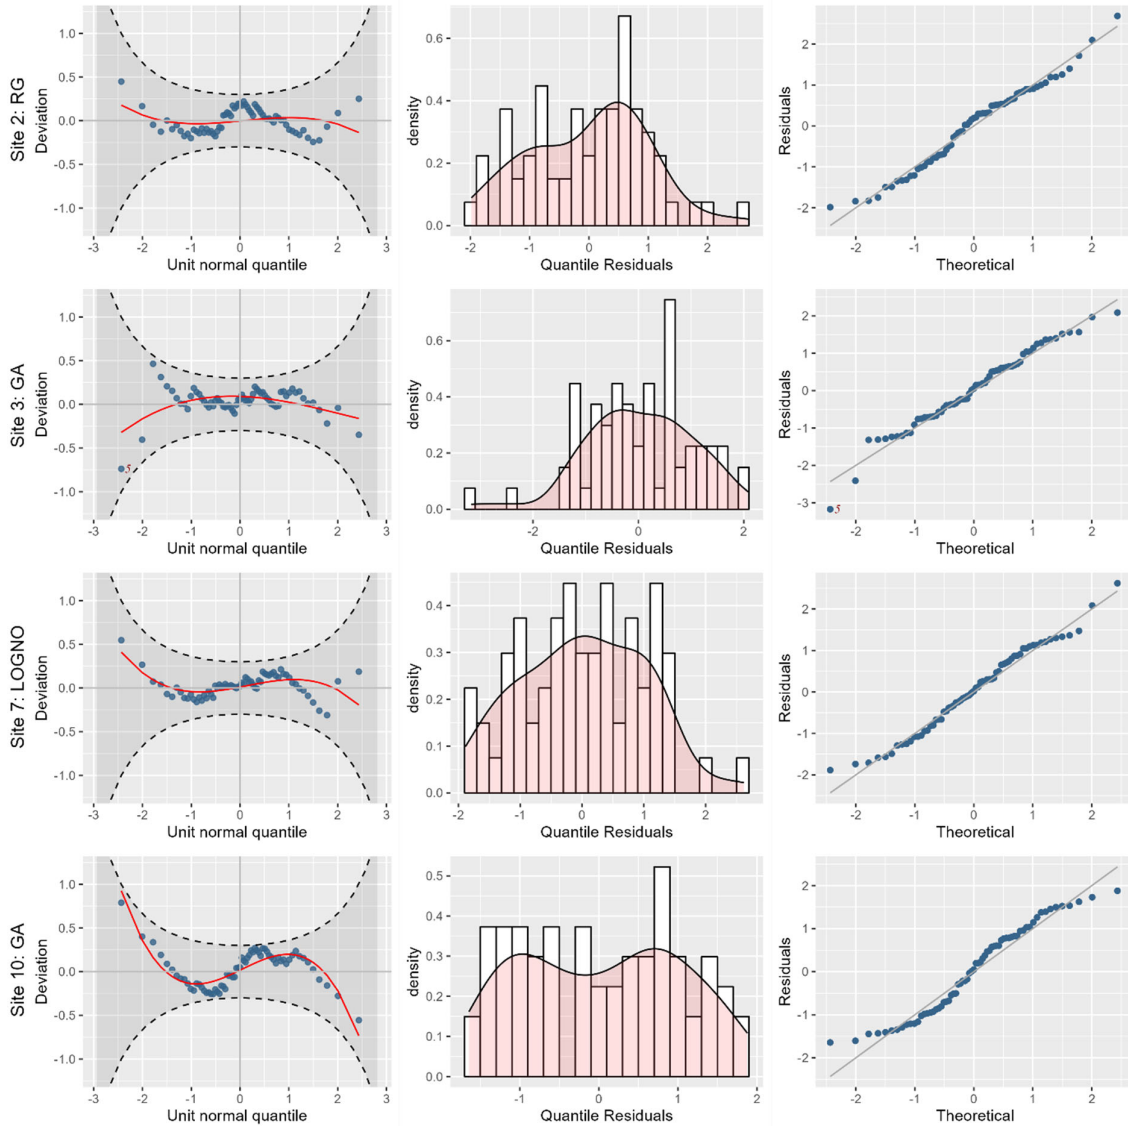 Site 2: RG
Deviation
1.0
0.5
0.0
-0.5
-1.0
-3 -2 -1 0 1 2 3
Unit normal quantile
density
0.6
0.4
0.2
0.0
-2 -1 0 1 2
Quantile Residuals
Residuals
2
1
0
-1
-2
-2 -1 0 1 2
Theoretical
Site 3: GA
Deviation
1.0
0.5
0.0
-0.5
-1.0
5
-3 -2 -1 0 1 2 3
Unit normal quantile
density
0.6
0.4
0.2
0.0
-2 0 2
Quantile Residuals
Residuals
2
1
0
-1
-2
-3
5
-2 -1 0 1 2
Theoretical
Site 7: LOGNO
Deviation
1.0
0.5
0.0
-0.5
-1.0
-3 -2 -1 0 1 2 3
Unit normal quantile
density
0.4
0.3
0.2
0.1
0.0
-2 -1 0 1 2
Quantile Residuals
Residuals
2
1
0
-1
-2
-2 -1 0 1 2
Theoretical
Site 10: GA
Deviation
1.0
0.5
0.0
-0.5
-1.0
-3 -2 -1 0 1 2 3
Unit normal quantile
density
0.5
0.4
0.3
0.2
0.1
0.0
-1 0 1 2
Quantile Residuals
Residuals
2
1
0
-1
-2
-2 -1 0 1 2
Theoretical